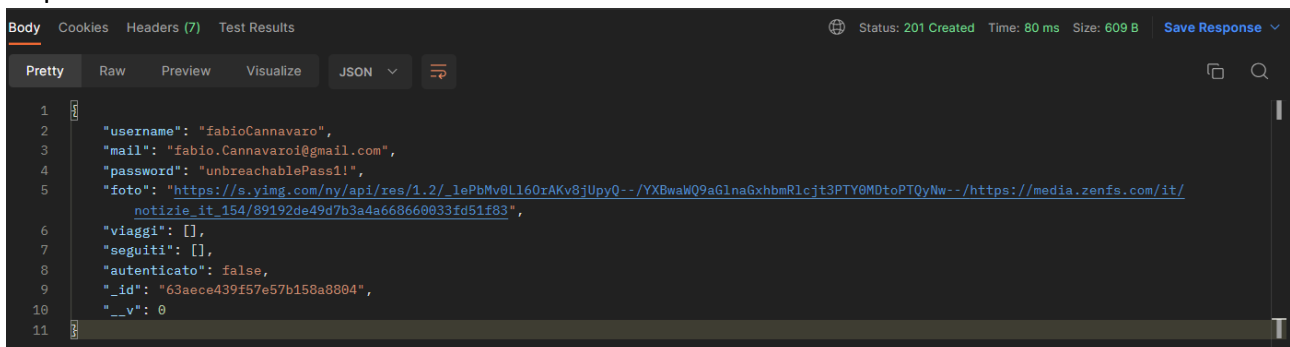 Body Cookies Headers (7) Test Results Status: 201 Created Time: 80 ms Size: 609 B Save Response
Pretty Raw Preview Visualize JSON
1 {
2 "username": "fabioCannavaro",
3 "mail": "fabio.Cannavaroi@gmail.com",
4 "password": "unbreachablePass1!",
5 "foto": "https://s.yimg.com/ny/api/res/1.2/_lePbMv0Ll6OrAKv8jUpyQ--/YXBwaWQ9aGlnaGxhbmRlcjt3PTY0MDtoPTQyNw--/https://media.zenfs.com/it/
notizie_it_154/89192de49d7b3a4a668660033fd51f83",
6 "viaggi": [],
7 "seguiti": [],
8 "autenticato": false,
9 "_id": "63aece439f57e57b158a8804",
10 "__v": 0
11 }